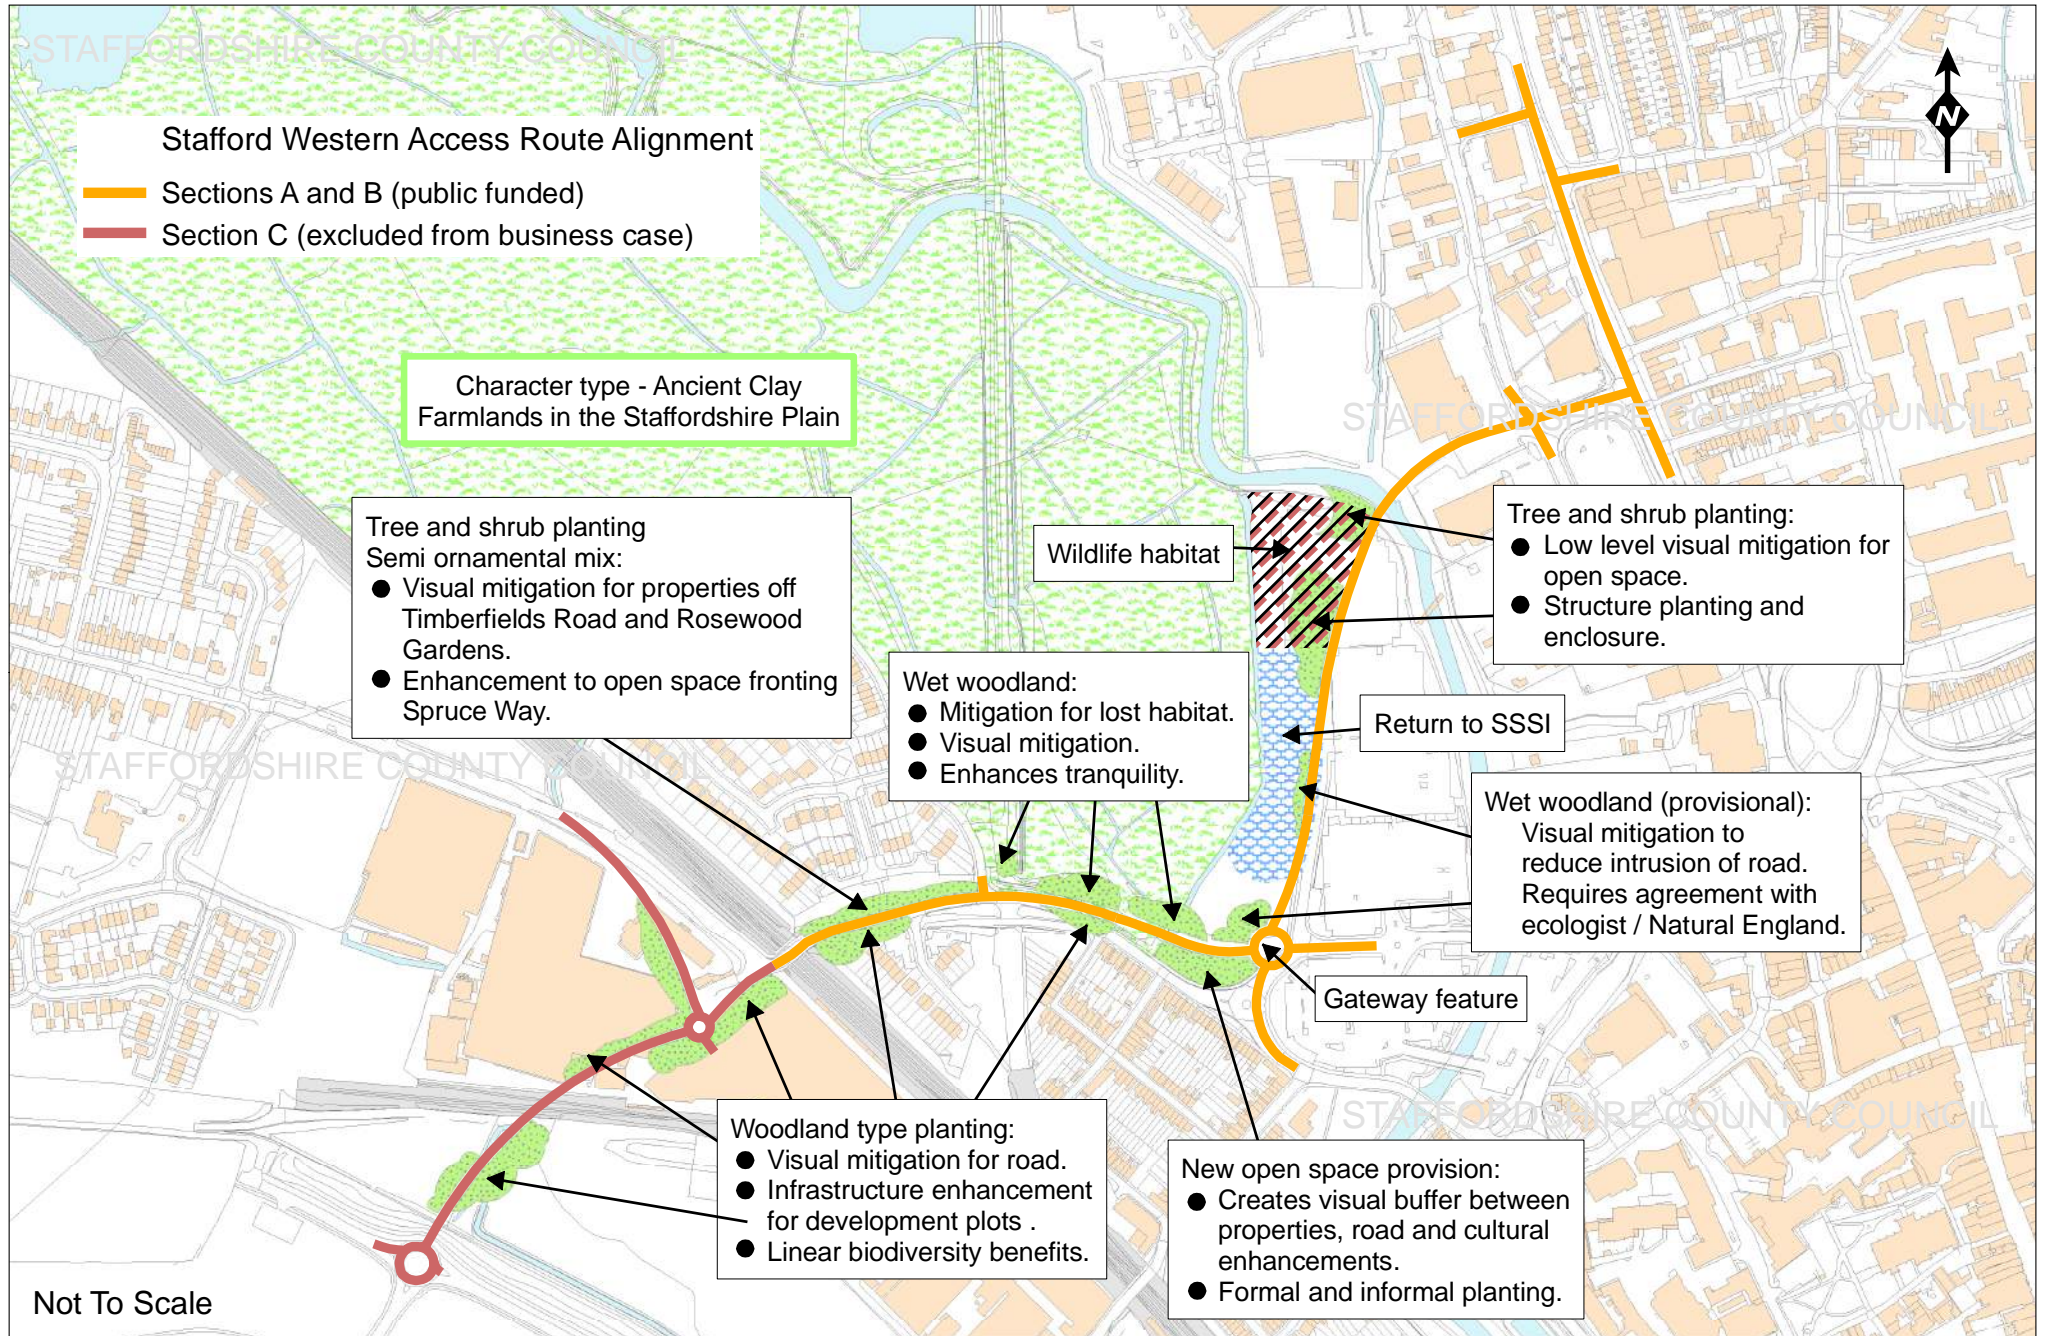 STAFFORDSHIRE COUNTY COUNCIL
Stafford Western Access Route Alignment
Sections A and B (public funded)
Section C (excluded from business case)
N
Character type - Ancient Clay
Farmlands in the Staffordshire Plain
STAFFORDSHIRE COUNTY COUNCIL
Tree and shrub planting
Semi ornamental mix:
● Visual mitigation for properties off
Timberfields Road and Rosewood
Gardens.
● Enhancement to open space fronting
Spruce Way.
Wildlife habitat
Tree and shrub planting:
● Low level visual mitigation for
open space.
● Structure planting and
enclosure.
Wet woodland:
● Mitigation for lost habitat.
● Visual mitigation.
● Enhances tranquility.
Return to SSSI
STAFFORDSHIRE COUNTY COUNCIL
Wet woodland (provisional):
Visual mitigation to
reduce intrusion of road.
Requires agreement with
ecologist / Natural England.
Gateway feature
Woodland type planting:
● Visual mitigation for road.
● Infrastructure enhancement
for development plots .
● Linear biodiversity benefits.
STAFFORDSHIRE COUNTY COUNCIL
New open space provision:
● Creates visual buffer between
properties, road and cultural
enhancements.
● Formal and informal planting.
Not To Scale